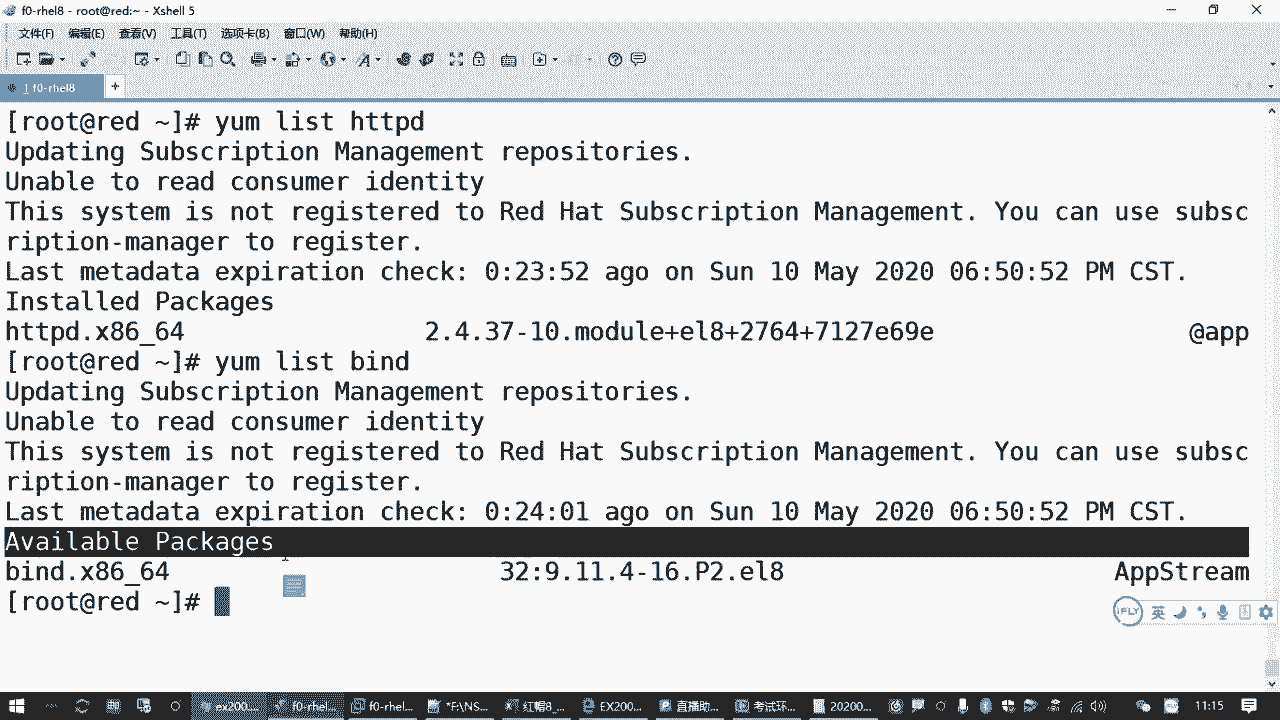 f0-rhel8 - root@red:~ - Xshell 5
文件(F) 编辑(E) 查看(V) 工具(T) 选项卡(B) 窗口(W) 帮助(H)
1 f0-rhel8
[root@red ~]# yum list httpd
Updating Subscription Management repositories.
Unable to read consumer identity
This system is not registered to Red Hat Subscription Management. You can use subsc
ription-manager to register.
Last metadata expiration check: 0:23:52 ago on Sun 10 May 2020 06:50:52 PM CST.
Installed Packages
httpd.x86_64 2.4.37-10.module+el8+2764+7127e69e @app
[root@red ~]# yum list bind
Updating Subscription Management repositories.
Unable to read consumer identity
This system is not registered to Red Hat Subscription Management. You can use subsc
ription-manager to register.
Last metadata expiration check: 0:24:01 ago on Sun 10 May 2020 06:50:52 PM CST.
Available Packages
bind.x86_64 32:9.11.4-16.P2.el8 AppStream
[root@red ~]#
iFLY 英
ex200... f0-rhel... f0-rhel... *F:\NS... 红帽8_... EX200... 直播助... 考试环... 20200... 11:15